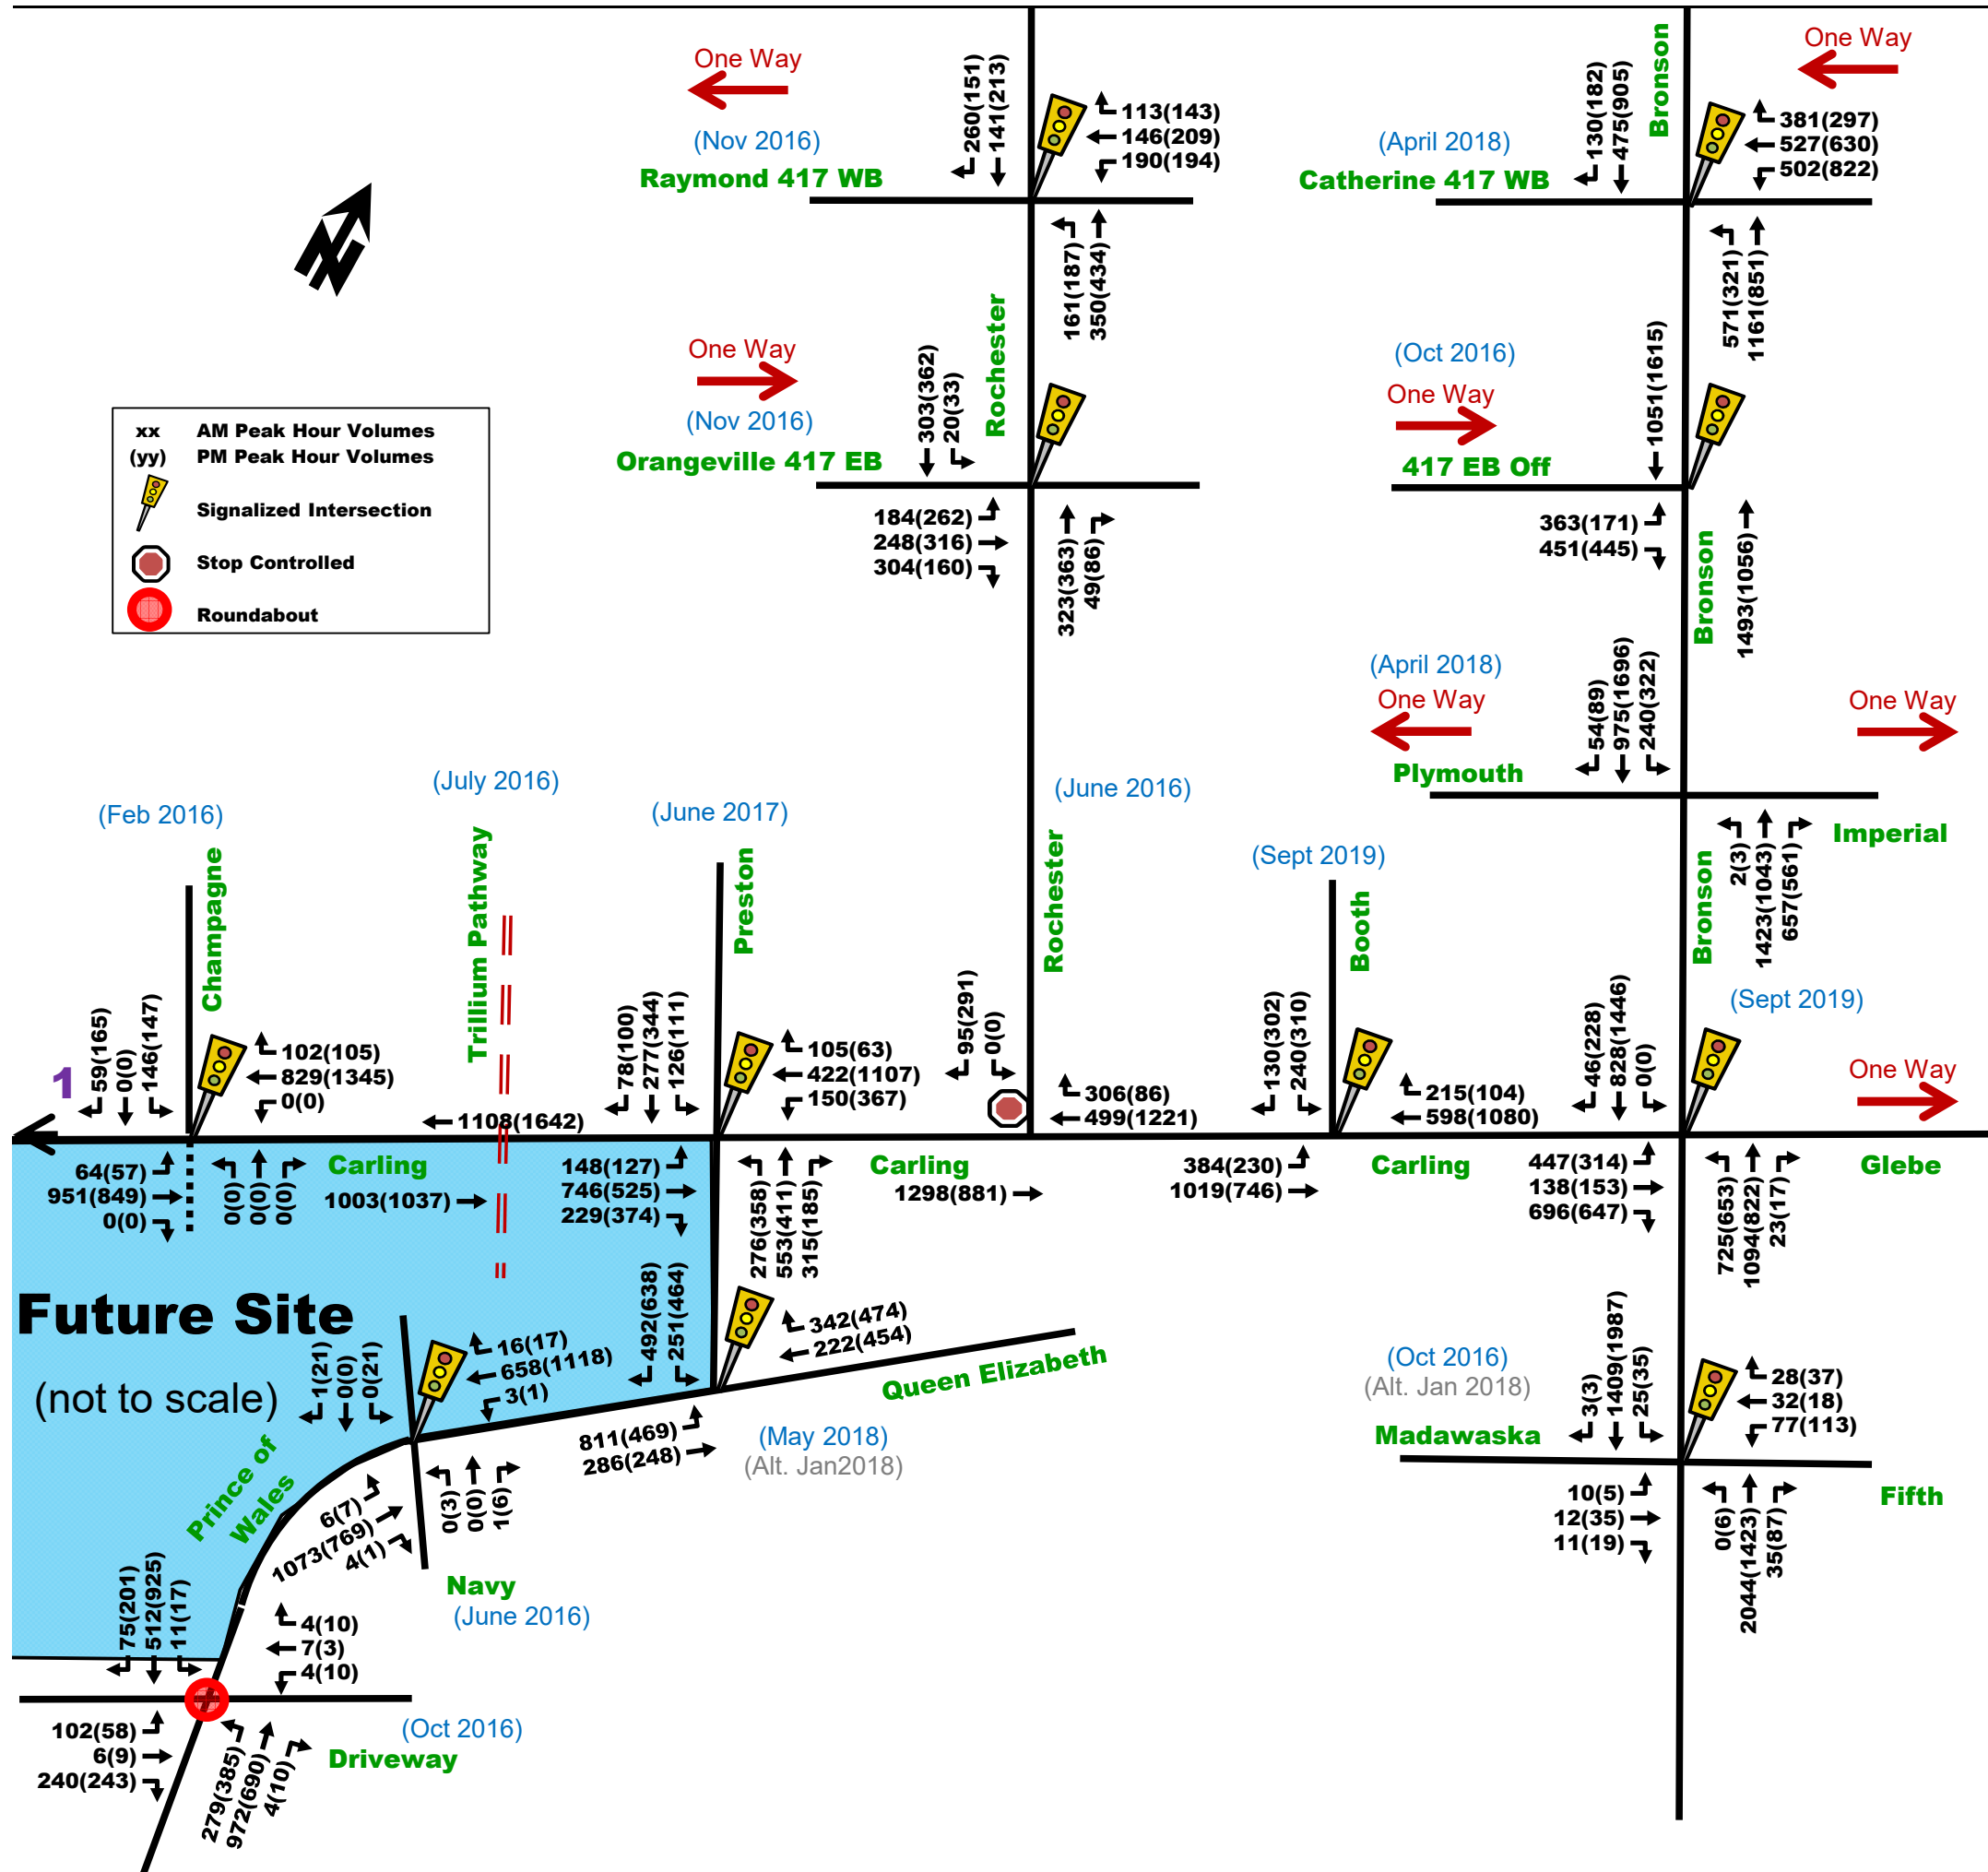 One Way
260(151)
141(213)
113(143)
146(209)
190(194)
(Nov 2016)
Raymond 417 WB
161(187)
350(434)
Bronson
One Way
130(182)
475(905)
381(297)
527(630)
502(822)
(April 2018)
Catherine 417 WB
571(321)
1161(851)
N
xx AM Peak Hour Volumes
(yy) PM Peak Hour Volumes
Signalized Intersection
Stop Controlled
Roundabout
One Way
(Nov 2016)
Orangeville 417 EB
303(362)
20(33)
Rochester
184(262)
248(316)
304(160)
323(363)
49(86)
(Oct 2016)
One Way
417 EB Off
1051(1615)
363(171)
451(445)
Bronson
1493(1056)
(April 2018)
One Way
Plymouth
54(89)
975(1696)
240(322)
One Way
Imperial
2(3)
1423(1043)
657(561)
(Feb 2016)
Champagne
1
59(165)
0(0)
146(147)
102(105)
829(1345)
0(0)
64(57)
951(849)
0(0)
0(0)
0(0)
0(0)
Carling
(July 2016)
Trillium Pathway
1108(1642)
1003(1037)
(June 2017)
Preston
78(100)
277(344)
126(111)
105(63)
422(1107)
150(367)
148(127)
746(525)
229(374)
276(358)
553(411)
315(185)
(June 2016)
Rochester
95(291)
0(0)
306(86)
499(1221)
Carling
1298(881)
(Sept 2019)
Booth
130(302)
240(310)
215(104)
598(1080)
384(230)
1019(746)
Carling
Bronson
(Sept 2019)
46(228)
828(1446)
0(0)
One Way
447(314)
138(153)
696(647)
725(653)
1094(822)
23(17)
Glebe
Future Site
(not to scale)
1(21)
0(0)
0(21)
16(17)
658(1118)
3(1)
492(638)
251(464)
342(474)
222(454)
Queen Elizabeth
811(469)
286(248)
(May 2018)
(Alt. Jan2018)
Prince of
Wales
6(7)
1073(769)
4(1)
0(3)
0(0)
1(6)
Navy
(June 2016)
(Oct 2016)
(Alt. Jan 2018)
Madawaska
3(3)
1409(1987)
25(35)
28(37)
32(18)
77(113)
10(5)
12(35)
11(19)
0(6)
2044(1423)
35(87)
Fifth
75(201)
512(925)
11(17)
4(10)
7(3)
4(10)
102(58)
6(9)
240(243)
279(385)
972(690)
4(10)
(Oct 2016)
Driveway